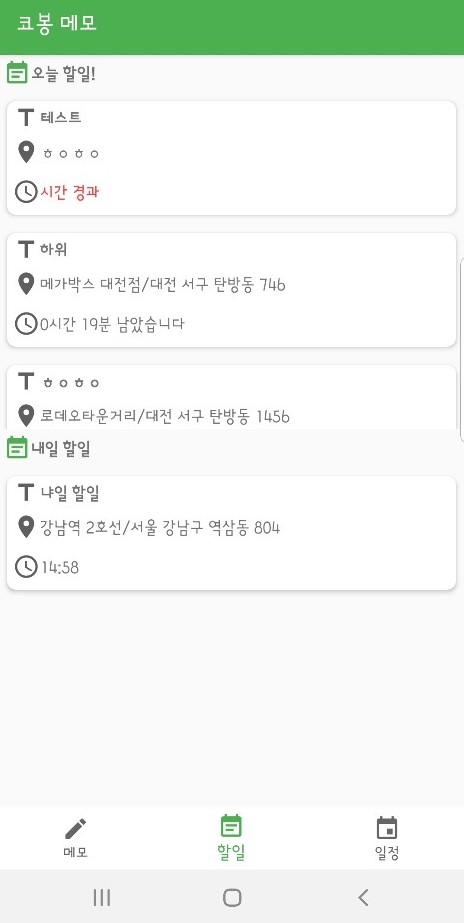 코봉 메모
오늘 할일!
테스트
ㅎㅇㅎㅇ
시간 경과
하위
메가박스 대전점/대전 서구 탄방동 746
0시간 19분 남았습니다
ㅎㅇㅎㅇ
로데오타운거리/대전 서구 탄방동 1456
내일 할일
냐일 할일
강남역 2호선/서울 강남구 역삼동 804
14:58
메모
할일
일정